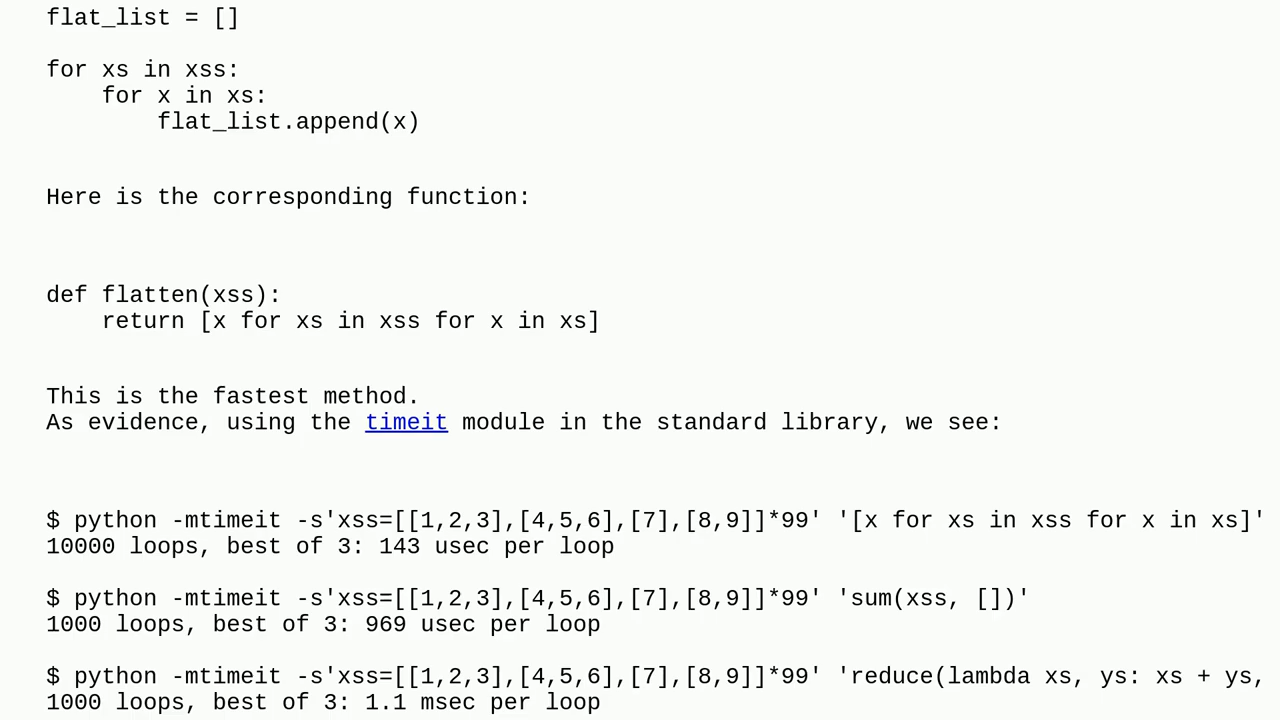 flat_list = []
for xs in xss:
    for x in xs:
        flat_list.append(x)
Here is the corresponding function:
def flatten(xss):
    return [x for xs in xss for x in xs]
This is the fastest method.
As evidence, using the timeit module in the standard library, we see:
$ python -mtimeit -s'xss=[[1,2,3],[4,5,6],[7],[8,9]]*99' '[x for xs in xss for x in xs]'
10000 loops, best of 3: 143 usec per loop
$ python -mtimeit -s'xss=[[1,2,3],[4,5,6],[7],[8,9]]*99' 'sum(xss, [])'
1000 loops, best of 3: 969 usec per loop
$ python -mtimeit -s'xss=[[1,2,3],[4,5,6],[7],[8,9]]*99' 'reduce(lambda xs, ys: xs + ys,
1000 loops, best of 3: 1.1 msec per loop